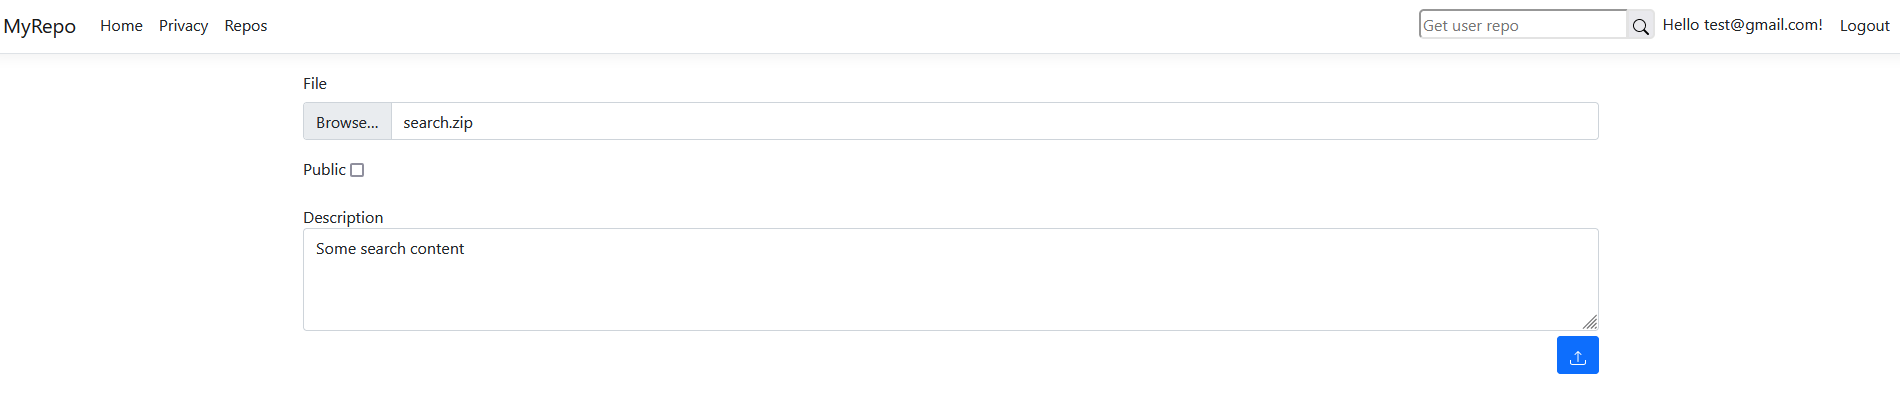 MyRepo Home Privacy Repos Get user repo Hello test@gmail.com! Logout
File
Browse... search.zip
Public
Description
Some search content